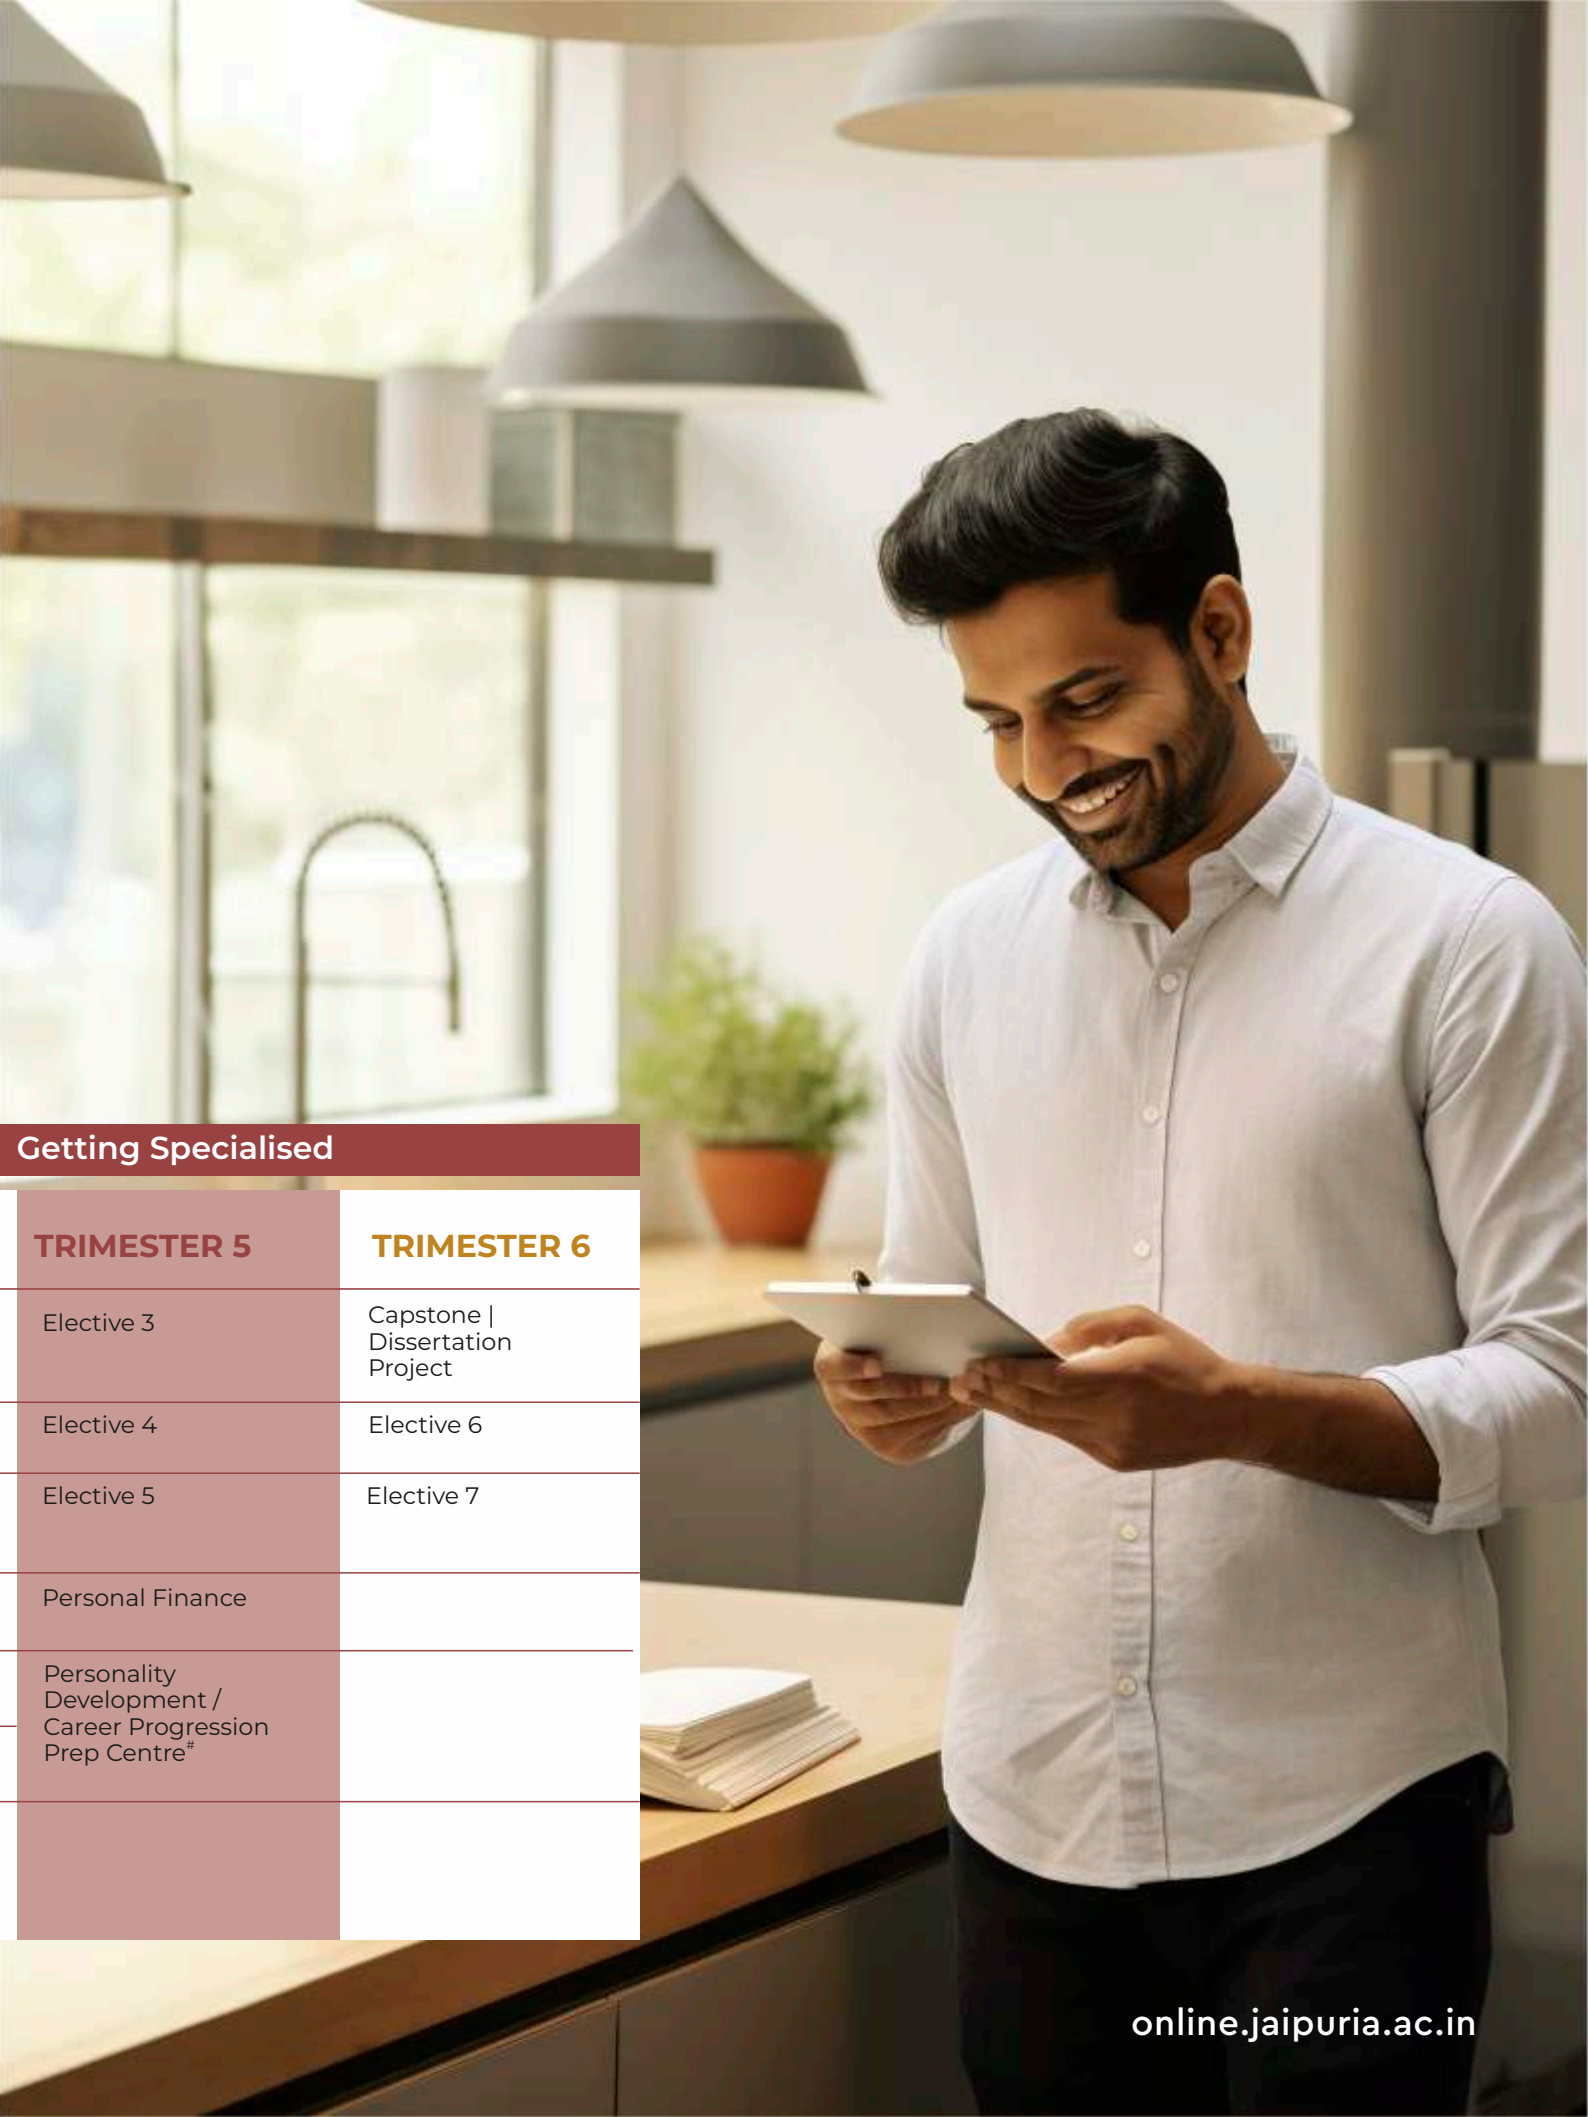 Getting Specialised
TRIMESTER 5
TRIMESTER 6
Elective 3
Capstone |
Dissertation
Project
Elective 4
Elective 6
Elective 5
Elective 7
Personal Finance
Personality
Development /
Career Progression
Prep Centre#
online.jaipuria.ac.in